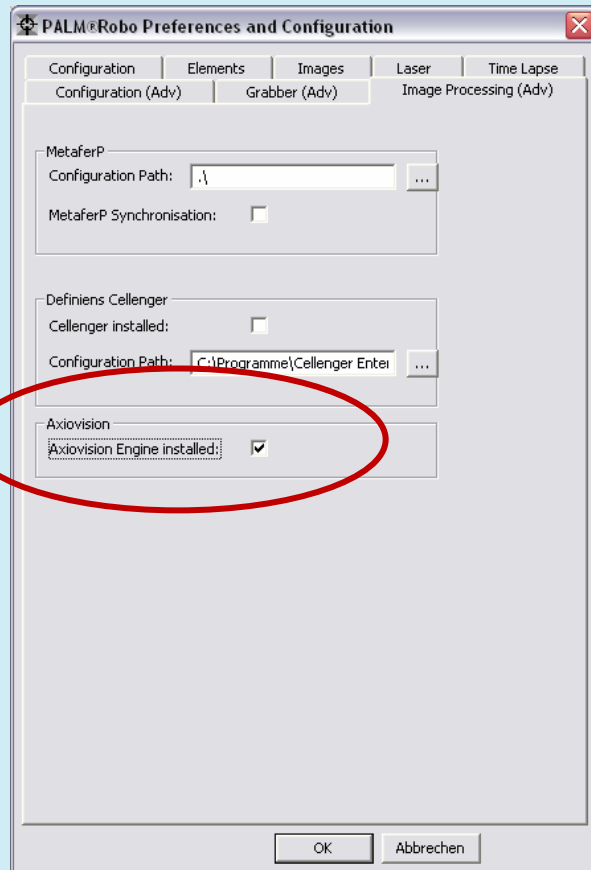 PALM®Robo Preferences and Configuration
Configuration Elements Images Laser Time Lapse
Configuration (Adv) Grabber (Adv) Image Processing (Adv)
MetaferP
Configuration Path: .\ ...
MetaferP Synchronisation:
Definiens Cellenger
Cellenger installed:
Configuration Path: C:\Programme\Cellenger Enter ...
Axiovision
Axiovision Engine installed:
OK Abbrechen